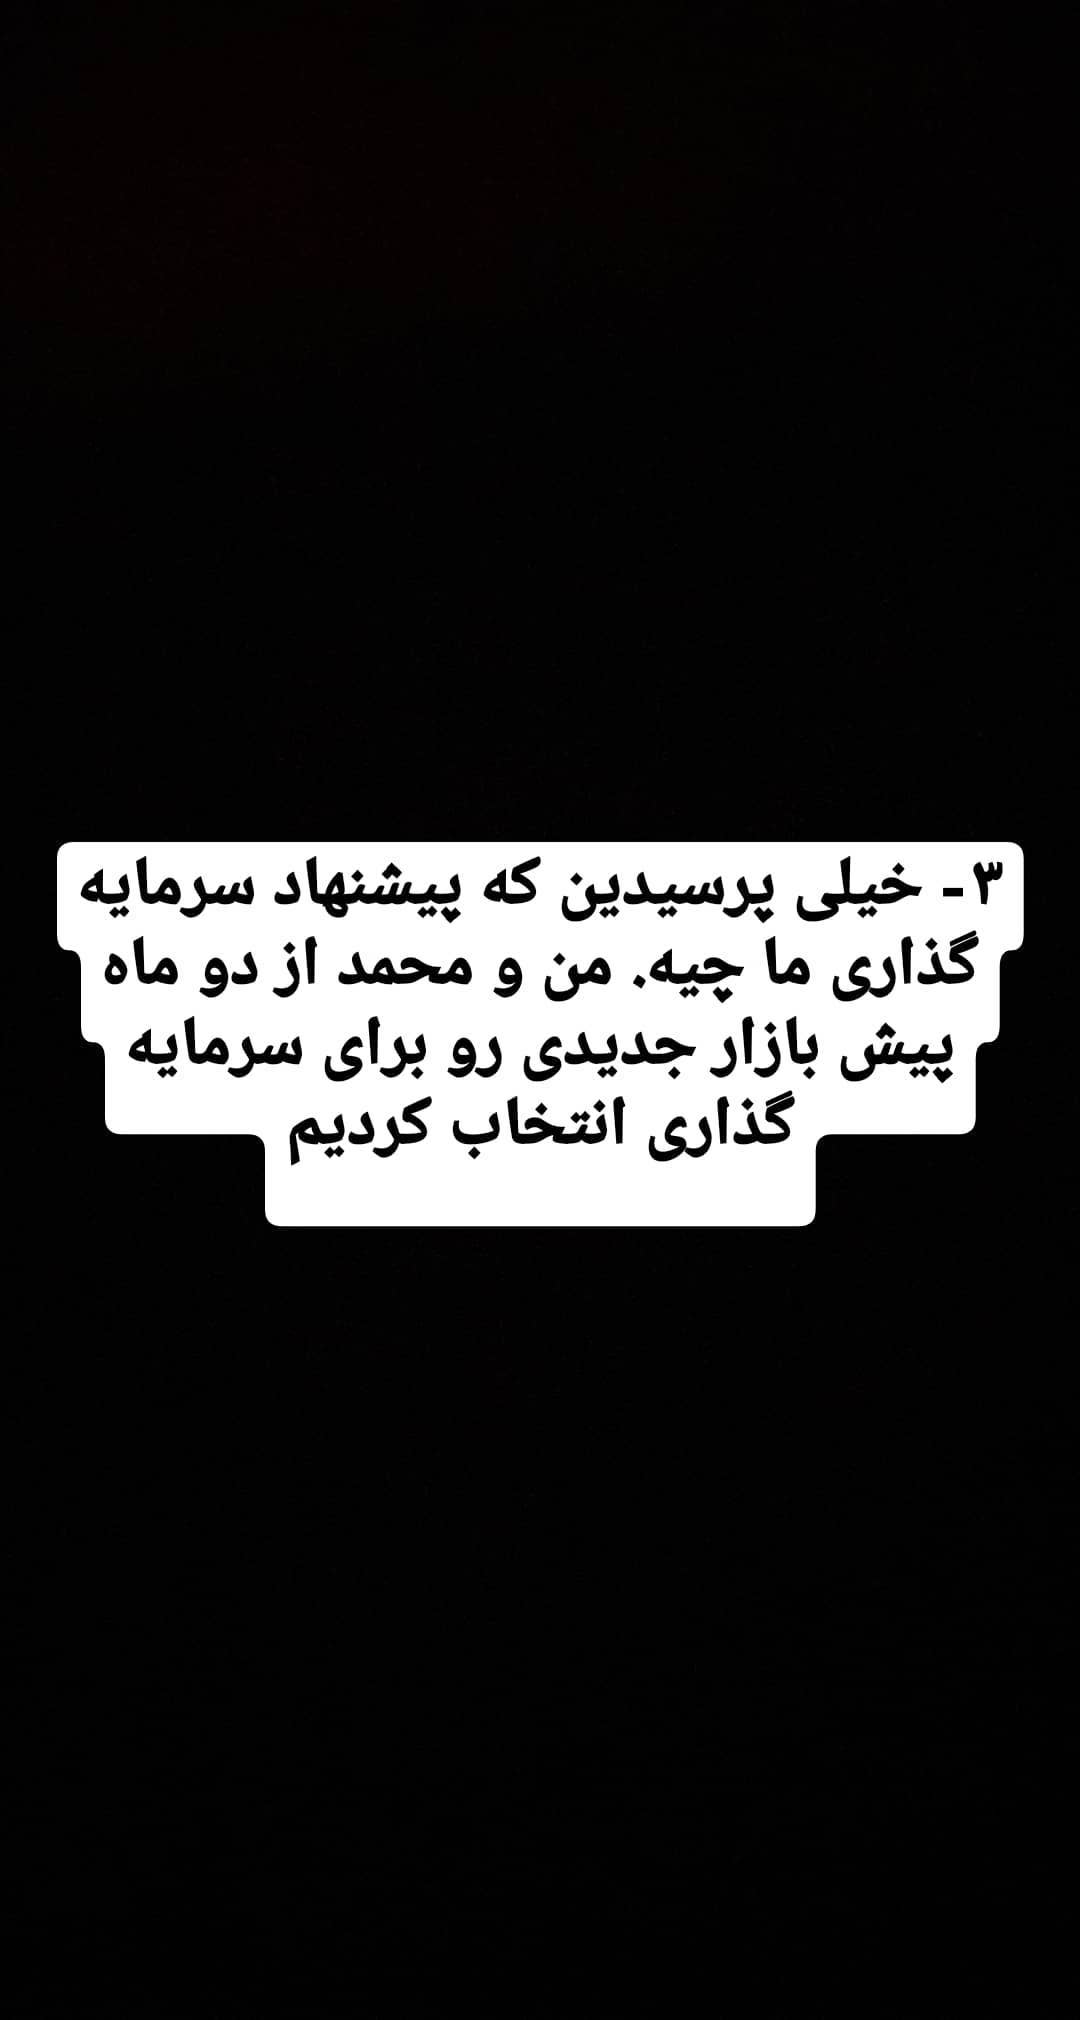 ۳- خیلی پرسیدین که پیشنهاد سرمایه
گذاری ما چیه. من و محمد از دو ماه
پیش بازار جدیدی رو برای سرمایه
گذاری انتخاب کردیم